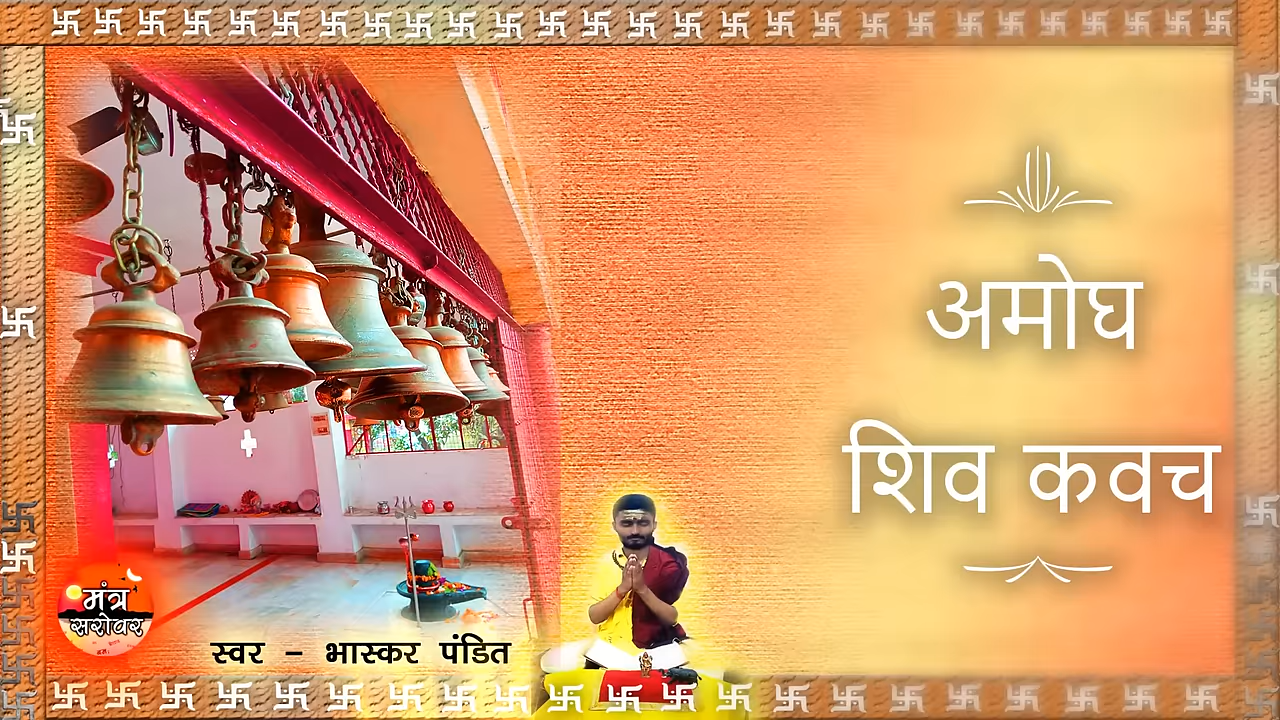 अमोघ
शिव कवच
मंत्र
सरोवर
स्वर – भास्कर पंडित